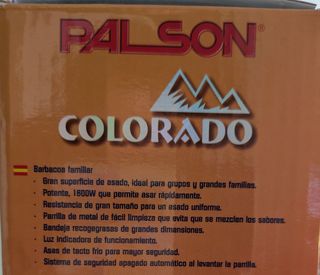 PALSON®
COLORADO
Barbacoa familiar
· Gran superficie de asado, ideal para grupos y grandes familias.
· Potente, 1800W que permite asar rápidamente.
· Resistencia de gran tamaño para un asado uniforme.
· Parrilla de metal de fácil limpieza que evita que se mezclen los sabores.
· Bandeja recogegrasas de grandes dimensiones.
· Luz indicadora de funcionamiento.
· Asas de tacto frío para mayor seguridad.
· Sistema de seguridad apagado automático al levantar la parrilla.